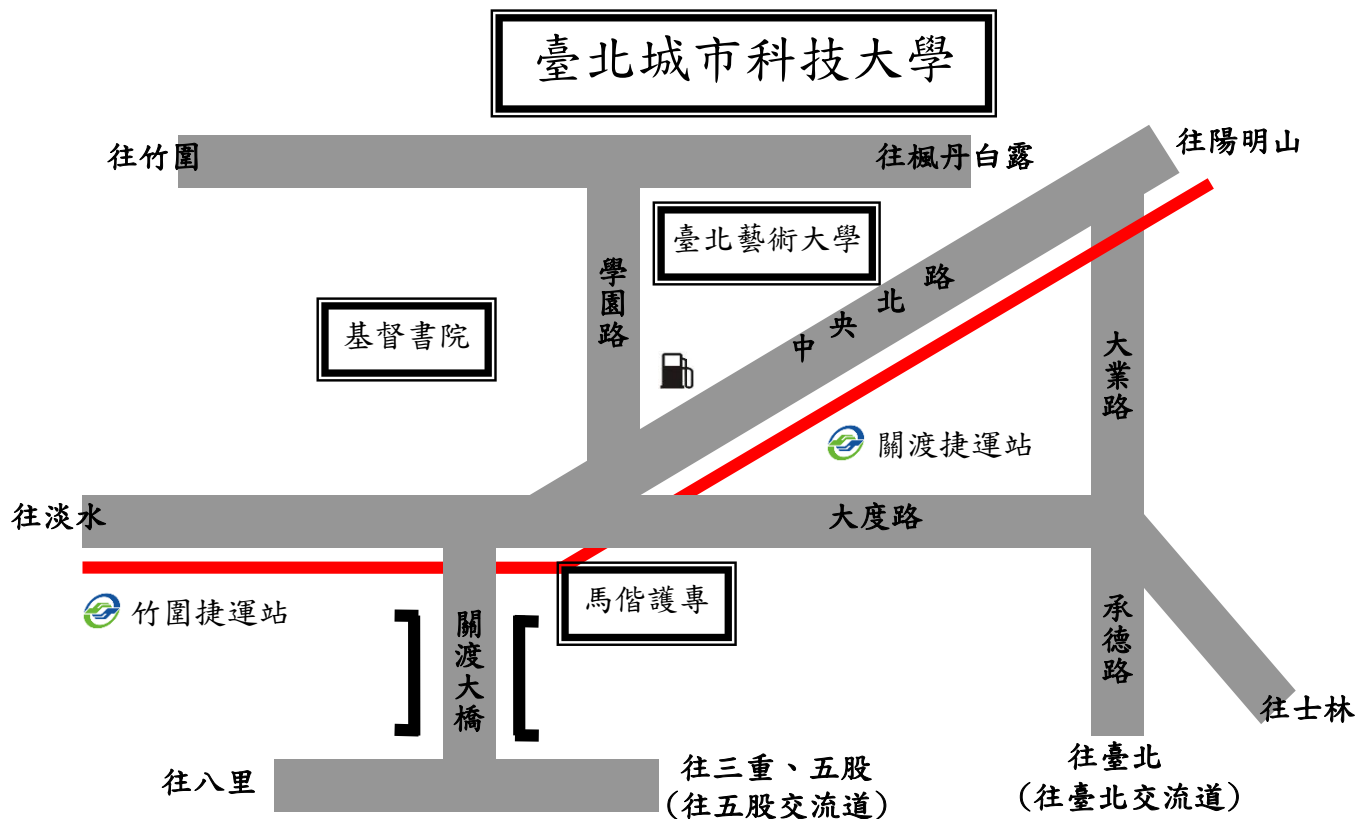 臺北城市科技大學
往竹圍
往楓丹白露
往陽明山
臺北藝術大學
學園路
中央北路
基督書院
大業路
關渡捷運站
往淡水
大度路
竹圍捷運站
關渡大橋
馬偕護專
承德路
往士林
往八里
往三重、五股
(往五股交流道)
往臺北
(往臺北交流道)